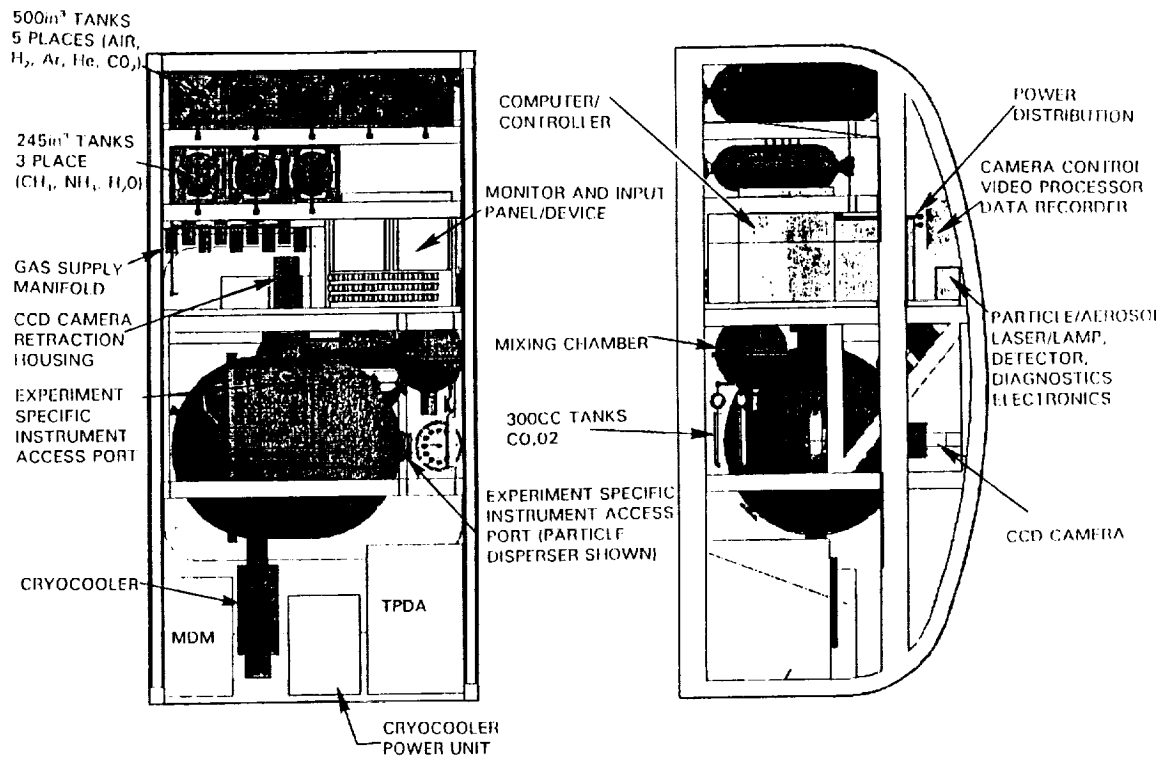 500in³ TANKS
5 PLACES (AIR,
H₂, Ar, He, CO₂)
245in³ TANKS
3 PLACE
(CH₄, NH₃, H₂O)
GAS SUPPLY
MANIFOLD
CCD CAMERA
RETRACTION
HOUSING
EXPERIMENT
SPECIFIC
INSTRUMENT
ACCESS PORT
CRYOCOOLER
MDM
TPDA
CRYOCOOLER
POWER UNIT
COMPUTER/
CONTROLLER
MONITOR AND INPUT
PANEL/DEVICE
MIXING CHAMBER
300CC TANKS
CO,02
EXPERIMENT SPECIFIC
INSTRUMENT ACCESS
PORT (PARTICLE
DISPERSER SHOWN)
POWER
DISTRIBUTION
CAMERA CONTROL
VIDEO PROCESSOR
DATA RECORDER
PARTICLE/AEROSOL
LASER/LAMP,
DETECTOR,
DIAGNOSTICS
ELECTRONICS
CCD CAMERA